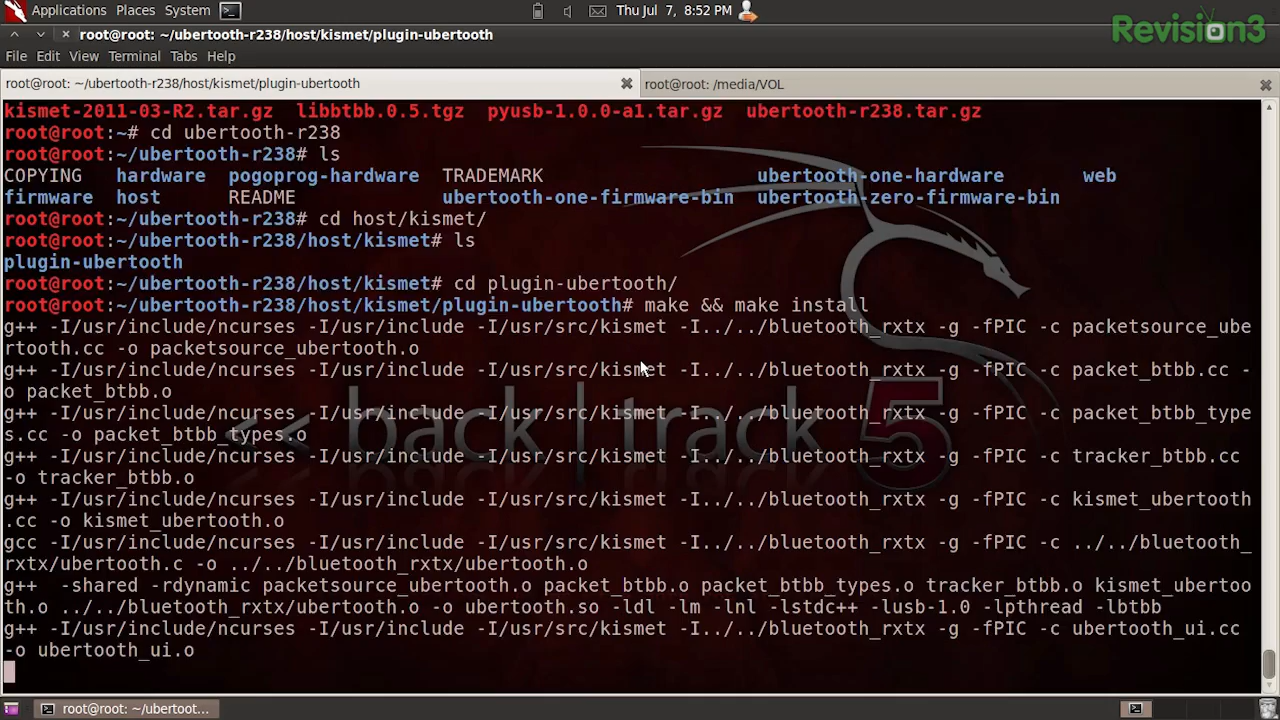 Applications Places System Thu Jul 7, 8:52 PM
Revision3
root@root: ~/ubertooth-r238/host/kismet/plugin-ubertooth
File Edit View Terminal Tabs Help
root@root: ~/ubertooth-r238/host/kismet/plugin-ubertooth root@root: /media/VOL
kismet-2011-03-R2.tar.gz libbtbb.0.5.tgz pyusb-1.0.0-a1.tar.gz ubertooth-r238.tar.gz
root@root:~# cd ubertooth-r238
root@root:~/ubertooth-r238# ls
COPYING hardware pogoprog-hardware TRADEMARK ubertooth-one-hardware web
firmware host README ubertooth-one-firmware-bin ubertooth-zero-firmware-bin
root@root:~/ubertooth-r238# cd host/kismet/
root@root:~/ubertooth-r238/host/kismet# ls
plugin-ubertooth
root@root:~/ubertooth-r238/host/kismet# cd plugin-ubertooth/
root@root:~/ubertooth-r238/host/kismet/plugin-ubertooth# make && make install
g++ -I/usr/include/ncurses -I/usr/include -I/usr/src/kismet -I../../bluetooth_rxtx -g -fPIC -c packetsource_ube
rtooth.cc -o packetsource_ubertooth.o
g++ -I/usr/include/ncurses -I/usr/include -I/usr/src/kismet -I../../bluetooth_rxtx -g -fPIC -c packet_btbb.cc -
o packet_btbb.o
g++ -I/usr/include/ncurses -I/usr/include -I/usr/src/kismet -I../../bluetooth_rxtx -g -fPIC -c packet_btbb_type
s.cc -o packet_btbb_types.o
<< back | track 5
g++ -I/usr/include/ncurses -I/usr/include -I/usr/src/kismet -I../../bluetooth_rxtx -g -fPIC -c tracker_btbb.cc
-o tracker_btbb.o
g++ -I/usr/include/ncurses -I/usr/include -I/usr/src/kismet -I../../bluetooth_rxtx -g -fPIC -c kismet_ubertooth
.cc -o kismet_ubertooth.o
gcc -I/usr/include/ncurses -I/usr/include -I/usr/src/kismet -I../../bluetooth_rxtx -g -fPIC -c ../../bluetooth_
rxtx/ubertooth.c -o ../../bluetooth_rxtx/ubertooth.o
g++ -shared -rdynamic packetsource_ubertooth.o packet_btbb.o packet_btbb_types.o tracker_btbb.o kismet_ubertoo
th.o ../../bluetooth_rxtx/ubertooth.o -o ubertooth.so -ldl -lm -lnl -lstdc++ -lusb-1.0 -lpthread -lbtbb
g++ -I/usr/include/ncurses -I/usr/include -I/usr/src/kismet -I../../bluetooth_rxtx -g -fPIC -c ubertooth_ui.cc
-o ubertooth_ui.o
root@root: ~/ubertoot...